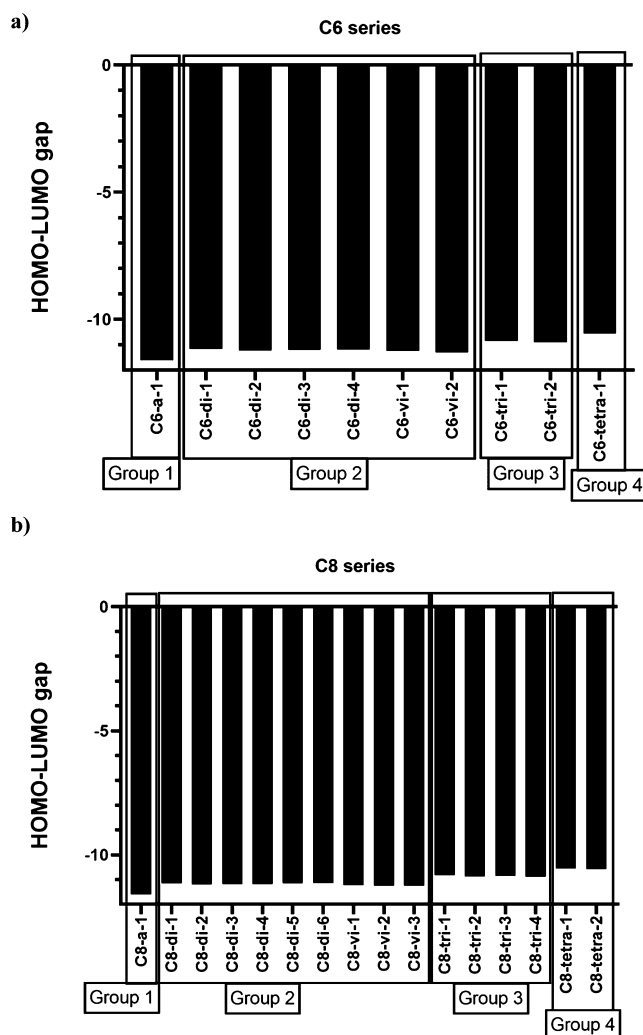 a)
C6 series
HOMO-LUMO gap
0
-5
-10
C6-a-1
C6-di-1
C6-di-2
C6-di-3
C6-di-4
C6-vi-1
C6-vi-2
C6-tri-1
C6-tri-2
C6-tetra-1
Group 1
Group 2
Group 3
Group 4
b)
C8 series
HOMO-LUMO gap
0
-5
-10
C8-a-1
C8-di-1
C8-di-2
C8-di-3
C8-di-4
C8-di-5
C8-di-6
C8-vi-1
C8-vi-2
C8-vi-3
C8-tri-1
C8-tri-2
C8-tri-3
C8-tri-4
C8-tetra-1
C8-tetra-2
Group 1
Group 2
Group 3
Group 4